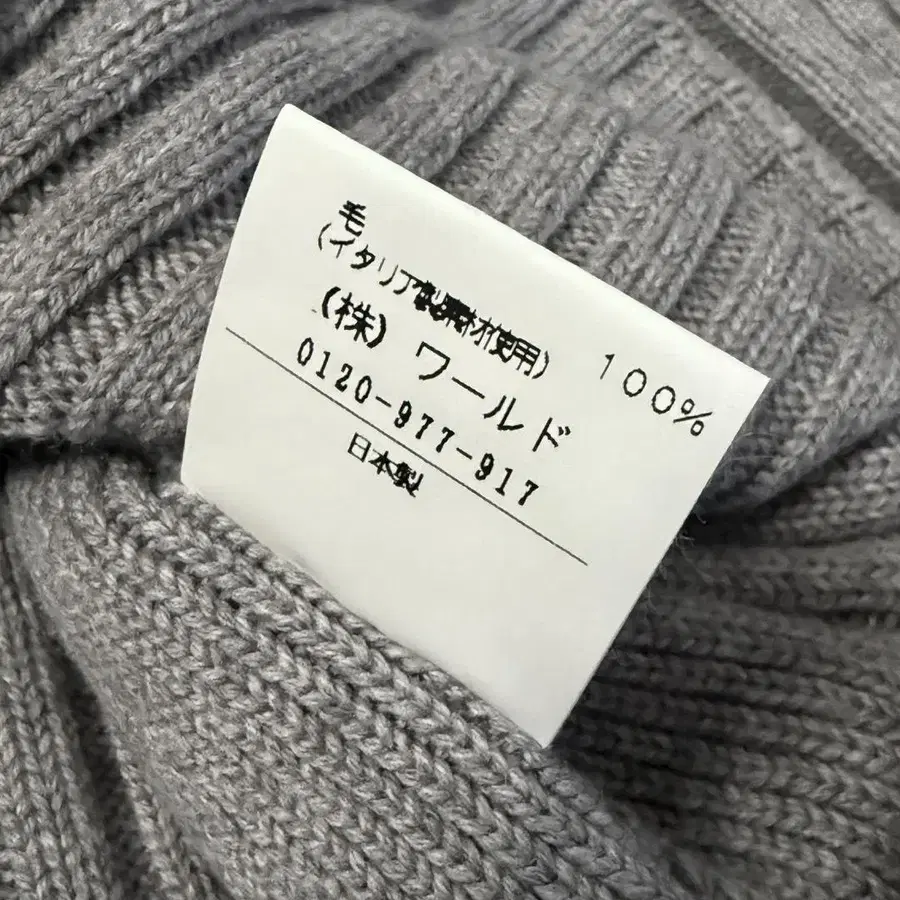 毛 100%
(イタリア製素材使用)
(株) ワールド
0120-977-917
日本製